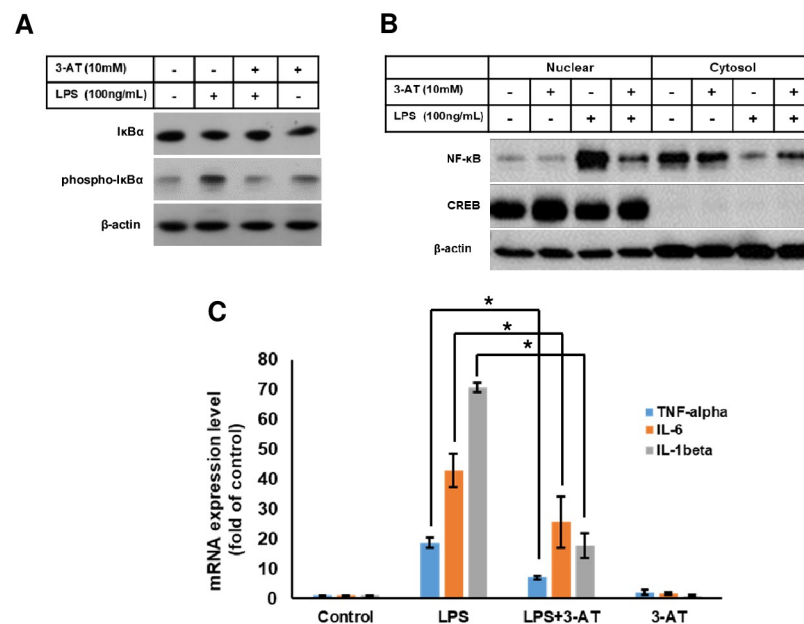 A
3-AT (10mM) - - + +
LPS (100ng/mL) - + + -
IκBα
phospho-IκBα
β-actin
B
Nuclear Cytosol
3-AT (10mM) - + - + - + - +
LPS (100ng/mL) - - + + - - + +
NF-κB
CREB
β-actin
C
*
*
*
mRNA expression level
(fold of control)
80
70
60
50
40
30
20
10
0
Control LPS LPS+3-AT 3-AT
TNF-alpha
IL-6
IL-1beta